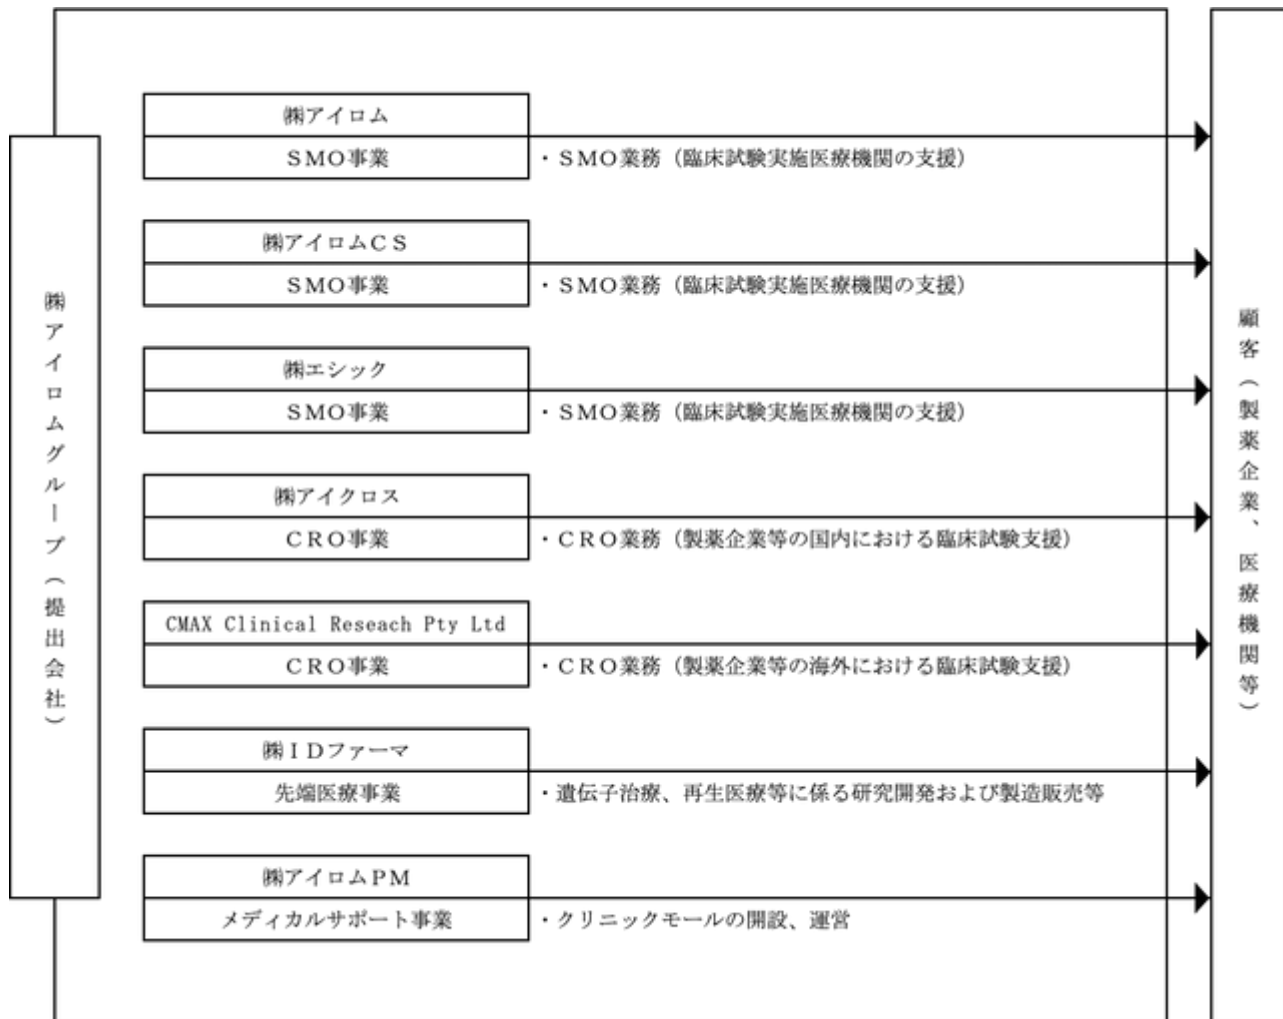 ㈱アイロムグループ（提出会社）
㈱アイロム
ＳＭＯ事業
・ＳＭＯ業務（臨床試験実施医療機関の支援）
㈱アイロムＣＳ
ＳＭＯ事業
・ＳＭＯ業務（臨床試験実施医療機関の支援）
㈱エシック
ＳＭＯ事業
・ＳＭＯ業務（臨床試験実施医療機関の支援）
㈱アイクロス
ＣＲＯ事業
・ＣＲＯ業務（製薬企業等の国内における臨床試験支援）
CMAX Clinical Reseach Pty Ltd
ＣＲＯ事業
・ＣＲＯ業務（製薬企業等の海外における臨床試験支援）
㈱ＩＤファーマ
先端医療事業
・遺伝子治療、再生医療等に係る研究開発および製造販売等
㈱アイロムＰＭ
メディカルサポート事業
・クリニックモールの開設、運営
顧客（製薬企業、医療機関等）